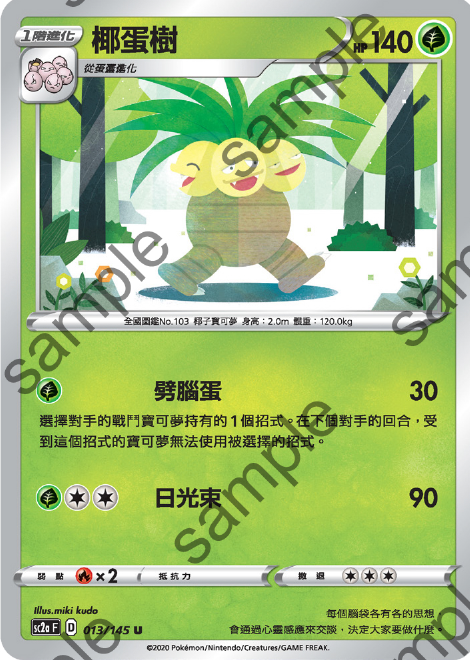 1階進化
椰蛋樹
HP 140
從蛋蛋進化
全國圖鑑No.103 椰子寶可夢 身高：2.0m 體重：120.0kg
劈腦蛋 30
選擇對手的戰鬥寶可夢持有的1個招式。在下個對手的回合，受
到這個招式的寶可夢無法使用被選擇的招式。
日光束 90
弱點 ×2 抵抗力 撤退
Illus.miki kudo
sc2a F D 013/145 U
每個腦袋各有各的思想
會通過心靈感應來交談，決定大家要做什麼。
©2020 Pokémon/Nintendo/Creatures/GAME FREAK.
sample
sample
sample
sample
sample
sample